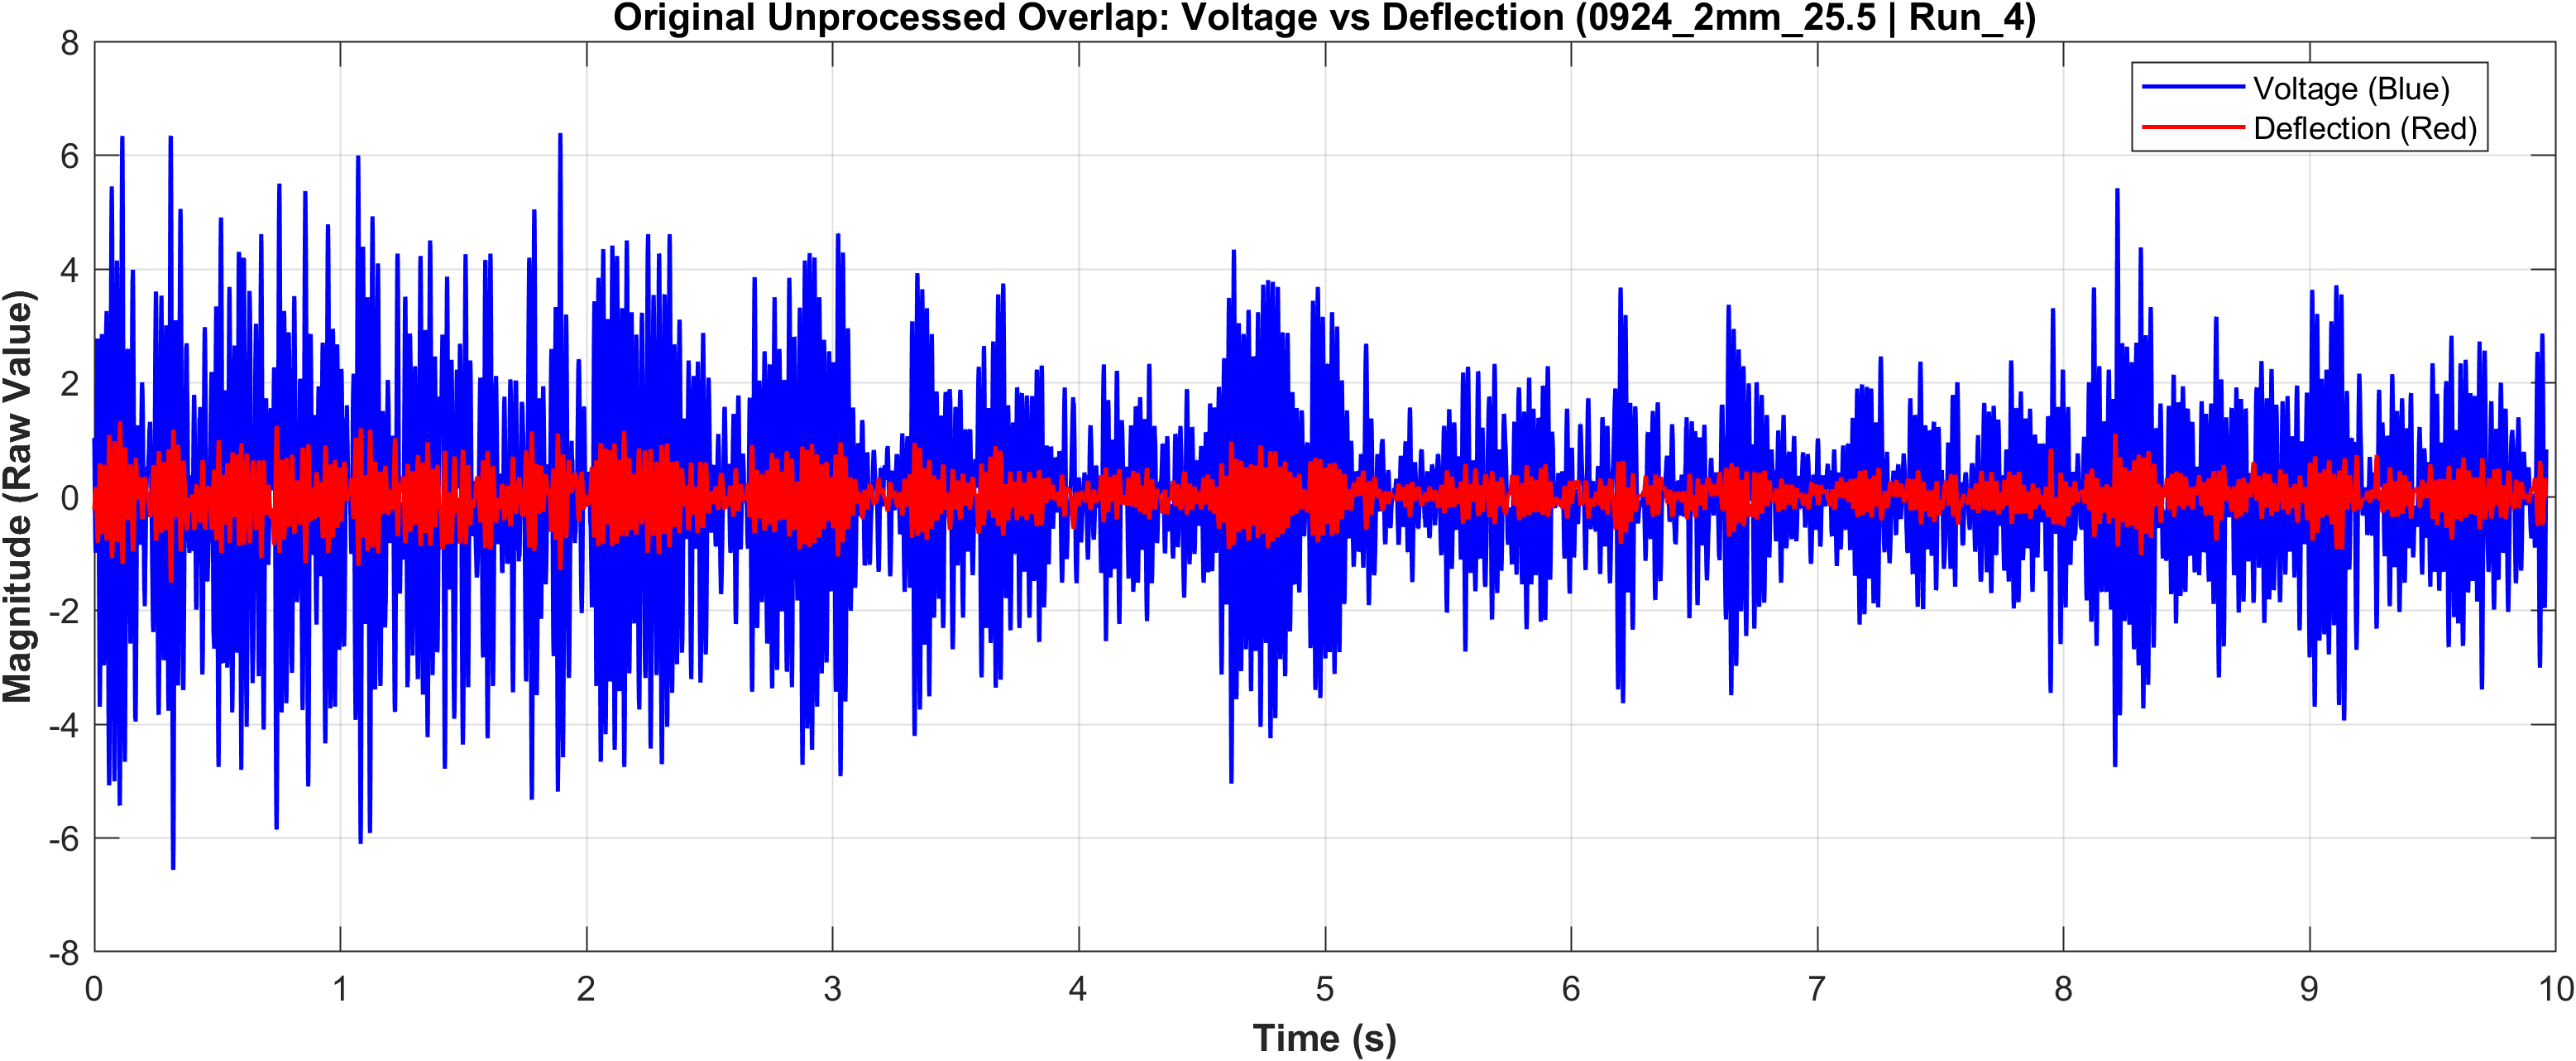 Original Unprocessed Overlap: Voltage vs Deflection (0924_2mm_25.5 | Run_4)
Voltage (Blue)
Deflection (Red)
Magnitude (Raw Value)
8
6
4
2
0
-2
-4
-6
-8
0 1 2 3 4 5 6 7 8 9 10
Time (s)